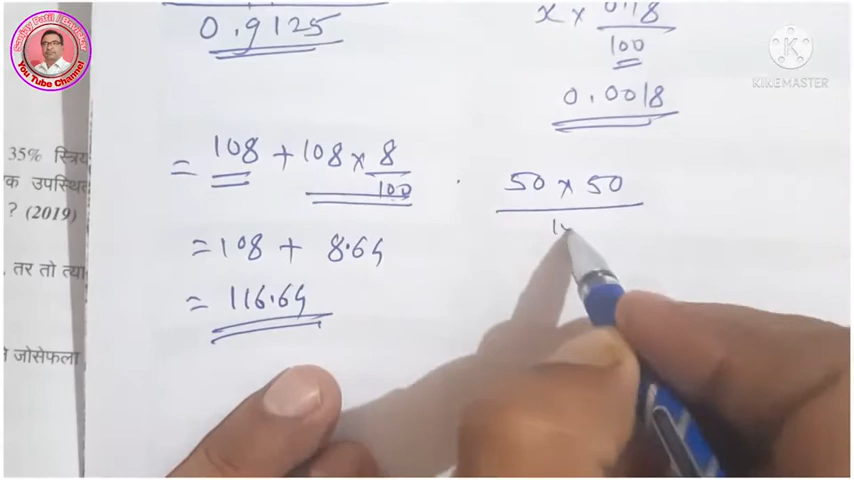 You Tube Channel
KINEMASTER
0.9125
x x 0.18
100
0.0018
= 108 + 108 x 8
100
50 x 50
= 108 + 8.64
= 116.64
35% स्त्रिय
क उपस्थित
? (2019)
. तर तो त्या
जोसेफला